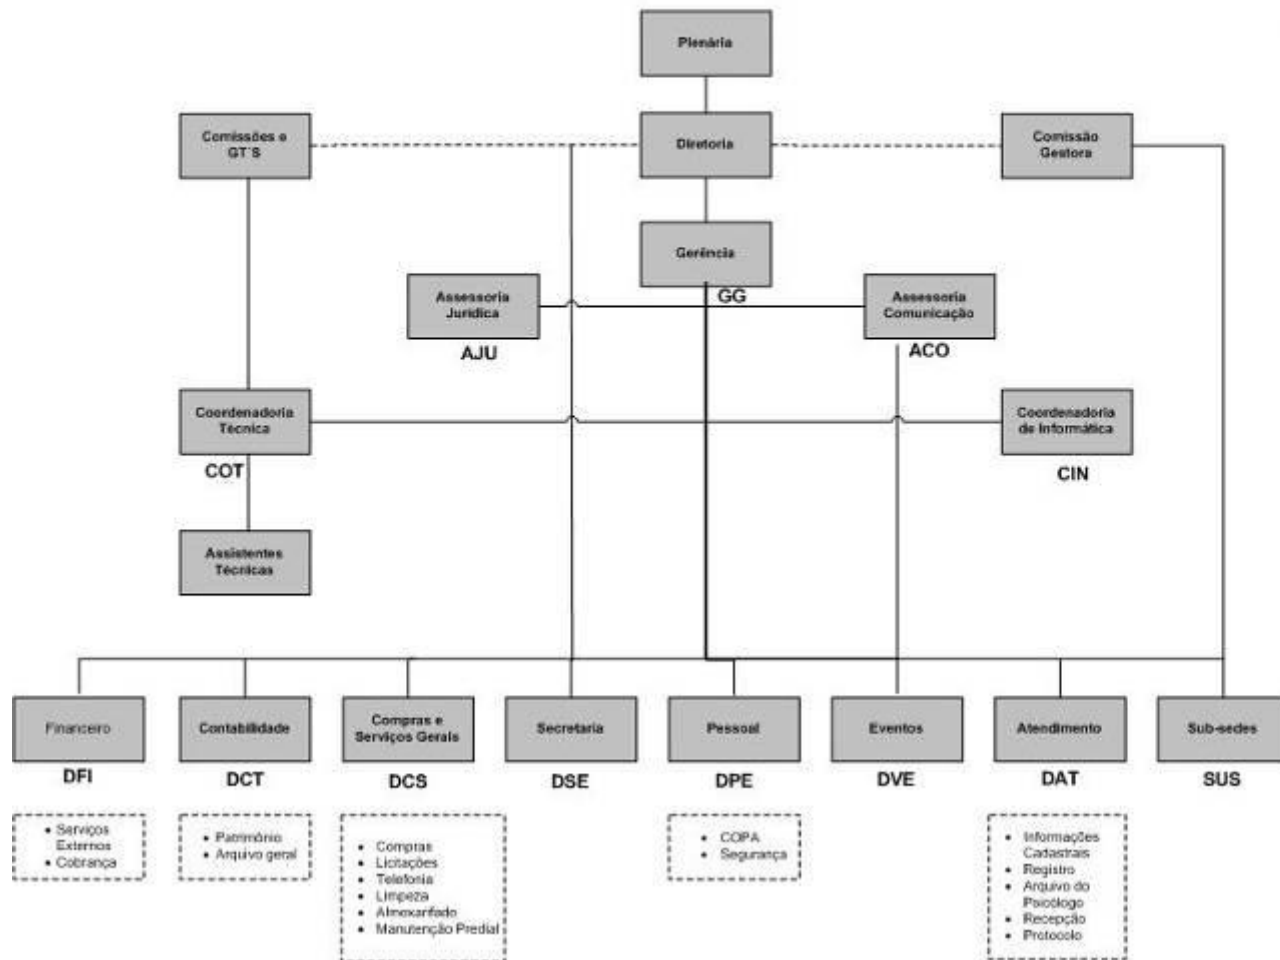 Plenária
Comissões e
GT´S
Diretoria
Comissão
Gestora
Gerência
GG
Assessoria
Jurídica
AJU
Assessoria
Comunicação
ACO
Coordenadoria
Técnica
COT
Coordenadoria
de Informática
CIN
Assistentes
Técnicas
Financeiro
DFI
Contabilidade
DCT
Compras e
Serviços Gerais
DCS
Secretaria
DSE
Pessoal
DPE
Eventos
DVE
Atendimento
DAT
Sub-sedes
SUS
• Serviços
Externos
• Cobrança
• Patrimônio
• Arquivo geral
• Compras
• Licitações
• Telefonia
• Limpeza
• Almoxarifado
• Manutenção Predial
• COPA
• Segurança
• Informações
Cadastrais
• Registro
• Arquivo do
Psicólogo
• Recepção
• Protocolo